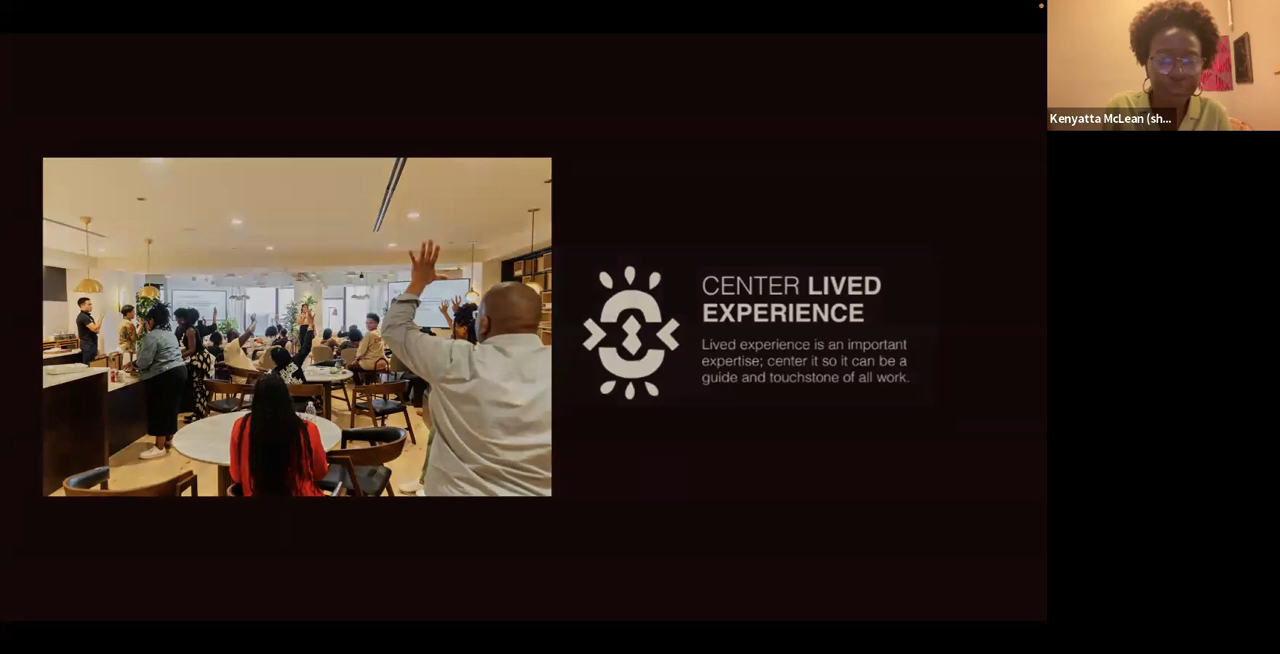 Kenyatta McLean (sh...
CENTER LIVED
EXPERIENCE
Lived experience is an important
expertise; center it so it can be a
guide and touchstone of all work.